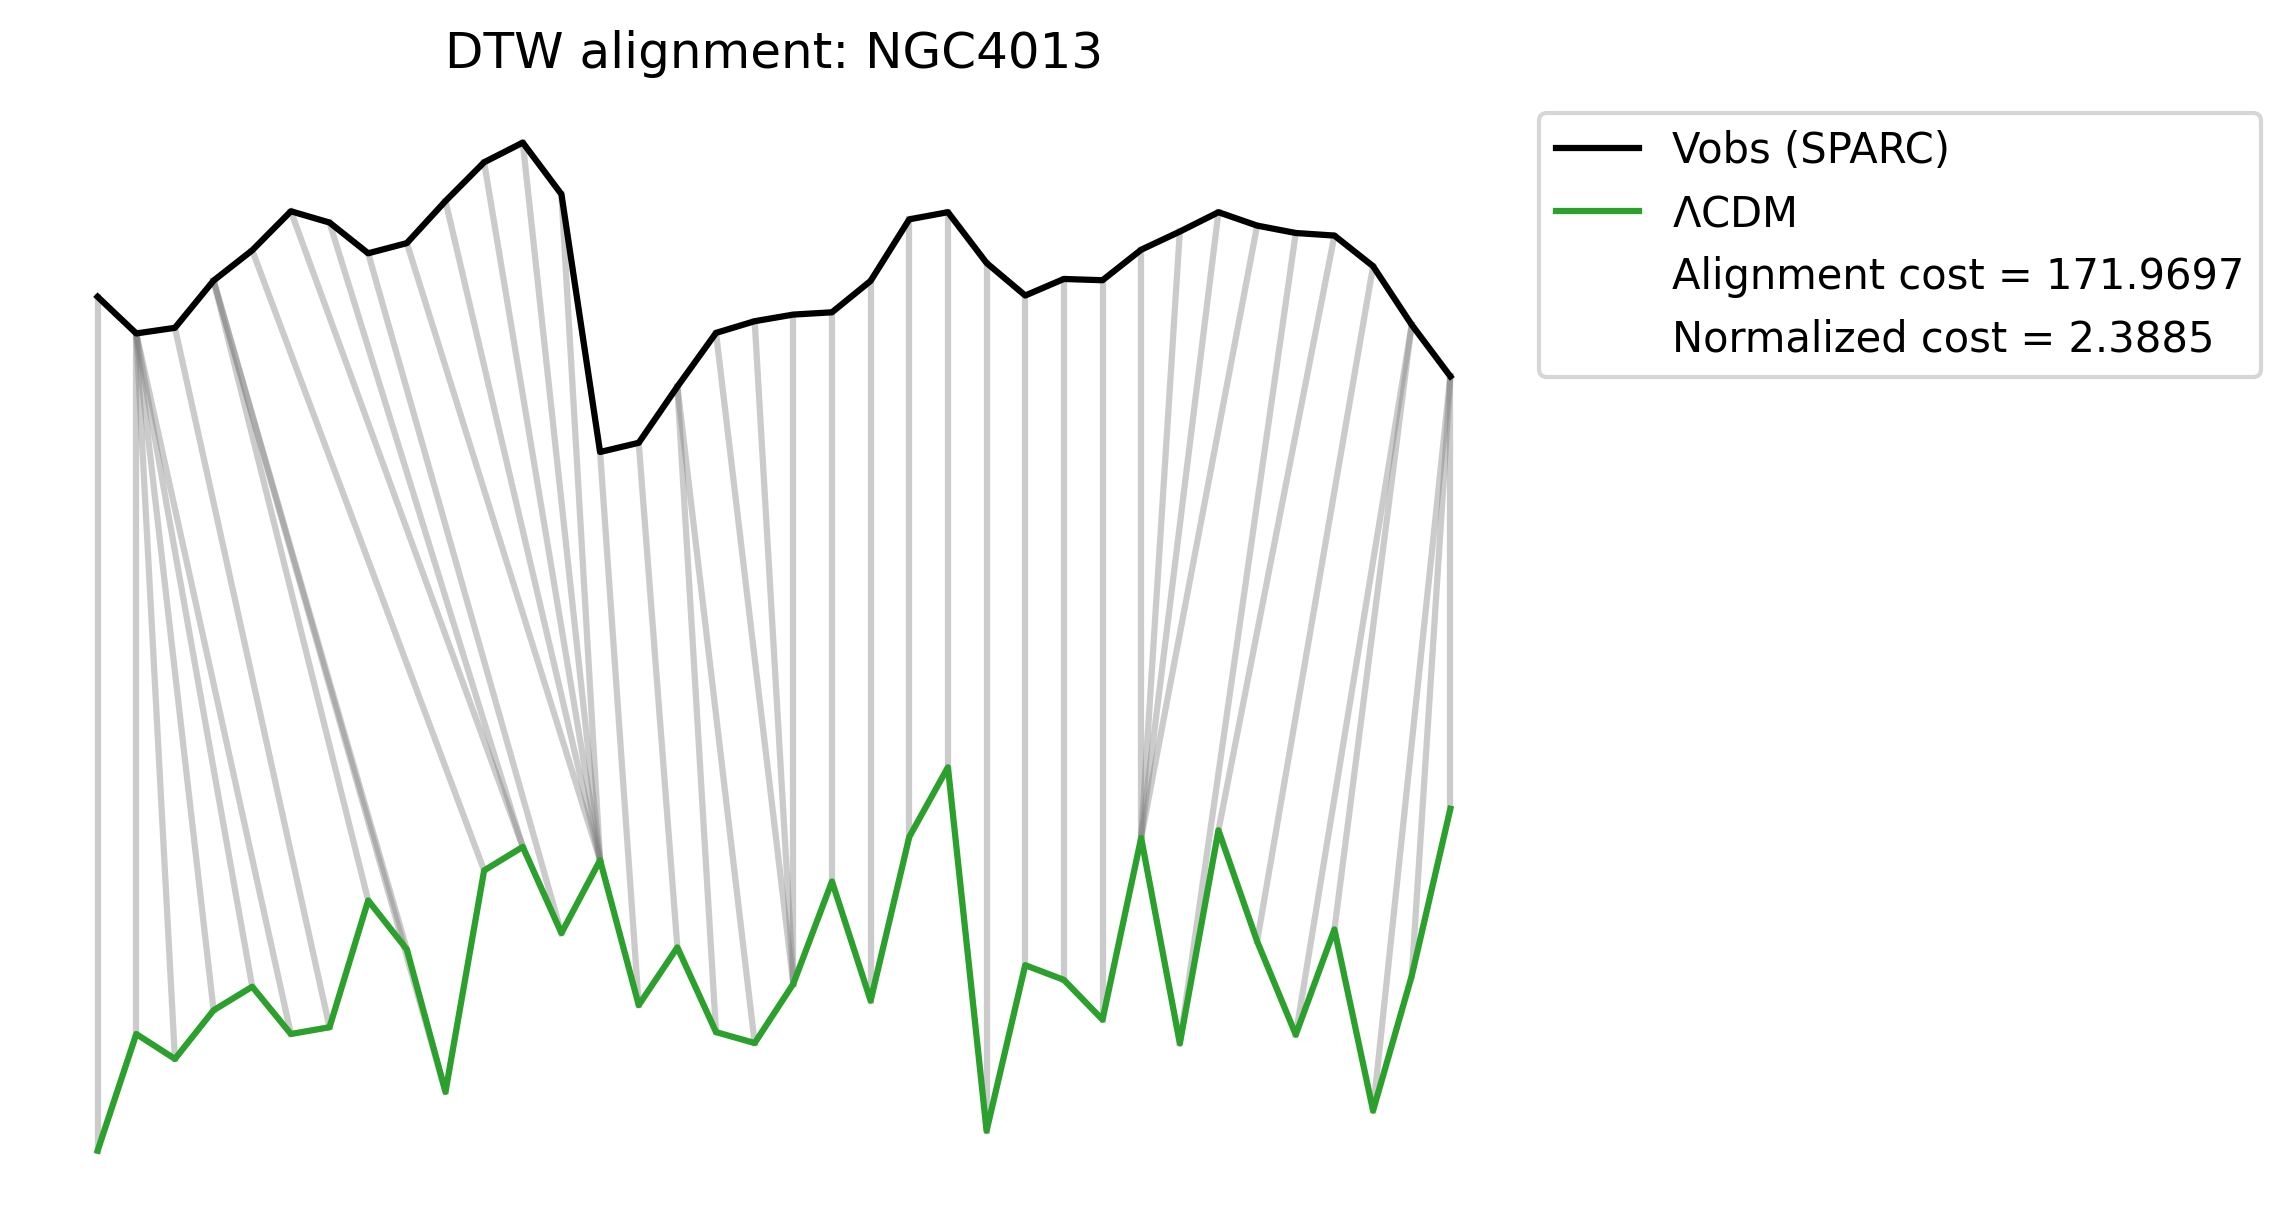 DTW alignment: NGC4013
Vobs (SPARC)
ΛCDM
Alignment cost = 171.9697
Normalized cost = 2.3885